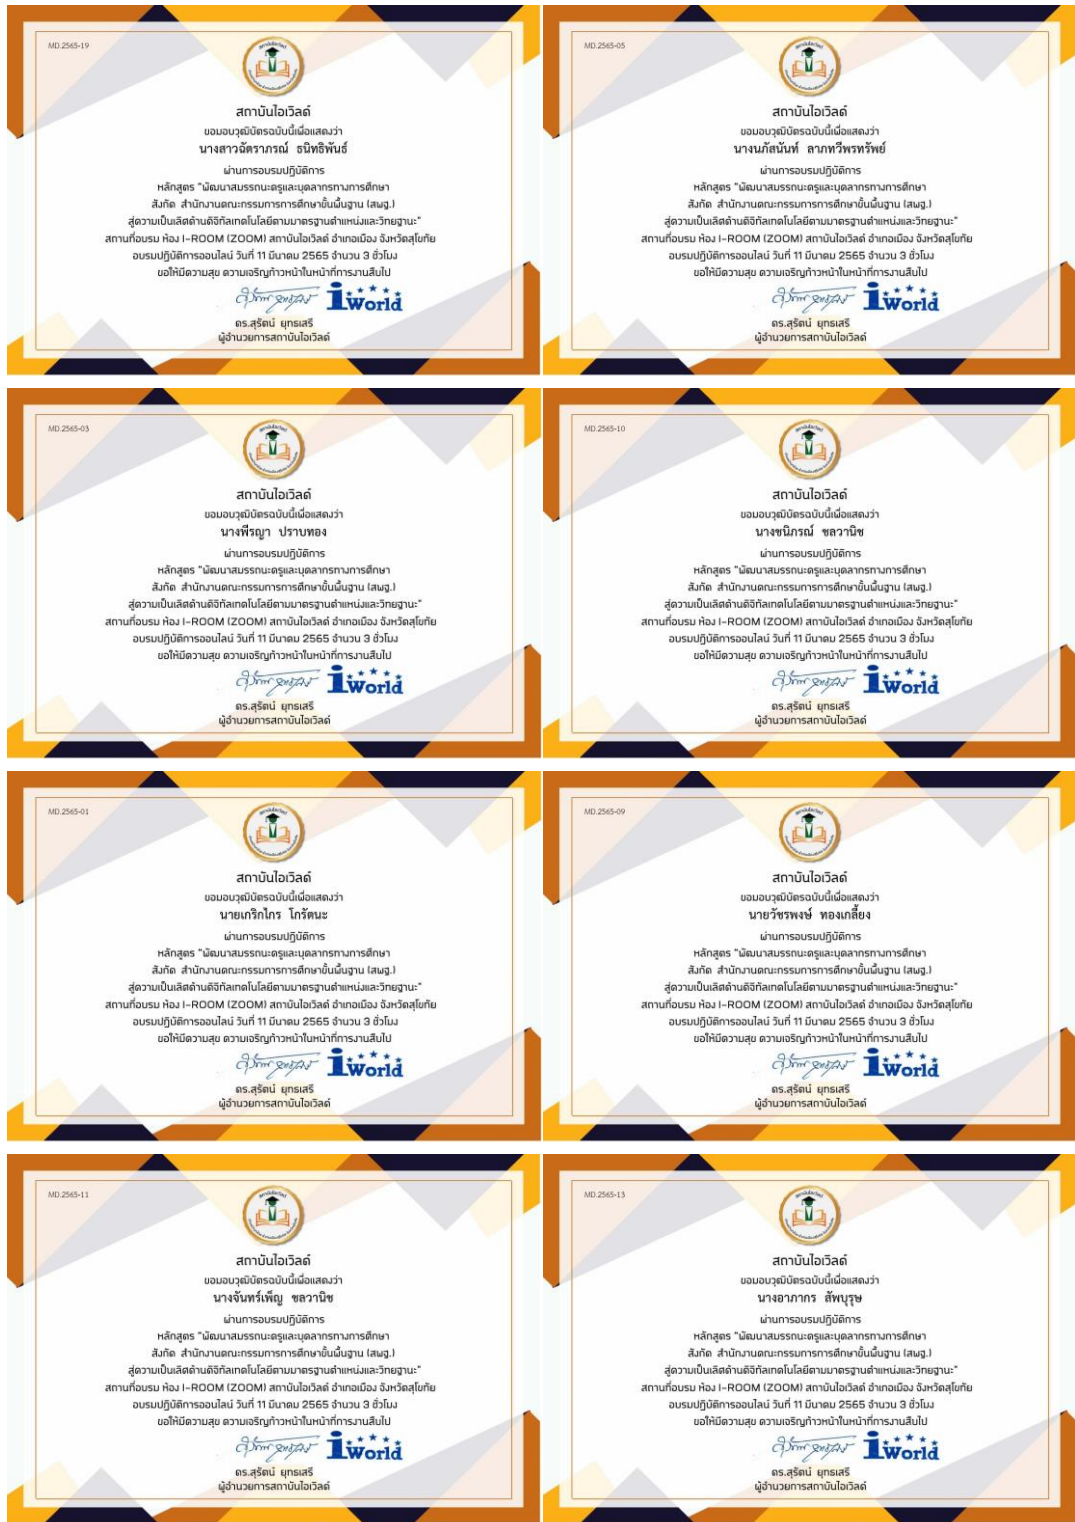 MD.2565-19
สถาบันไอเวิลด์
ขอมอบวุฒิบัตรฉบับนี้เพื่อแสดงว่า
นางสาวฉัตราภรณ์ ธนิทธิพันธ์
ผ่านการอบรมปฏิบัติการ
หลักสูตร "พัฒนาสมรรถนะครูและบุคลากรทางการศึกษา
สังกัด สำนักงานคณะกรรมการการศึกษาขั้นพื้นฐาน (สพฐ.)
สู่ความเป็นเลิศด้านดิจิทัลเทคโนโลยีตามมาตรฐานตำแหน่งและวิทยฐานะ"
สถานที่อบรม ห้อง I-ROOM (ZOOM) สถาบันไอเวิลด์ อำเภอเมือง จังหวัดสุโขทัย
อบรมปฏิบัติการออนไลน์ วันที่ 11 มีนาคม 2565 จำนวน 3 ชั่วโมง
ขอให้มีความสุข ความเจริญก้าวหน้าในหน้าที่การงานสืบไป
iWorld
ดร.สุรัตน์ ยุทธเสรี
ผู้อำนวยการสถาบันไอเวิลด์
MD.2565-05
สถาบันไอเวิลด์
ขอมอบวุฒิบัตรฉบับนี้เพื่อแสดงว่า
นางนภัสนันท์ ลาภทวีพรทรัพย์
ผ่านการอบรมปฏิบัติการ
หลักสูตร "พัฒนาสมรรถนะครูและบุคลากรทางการศึกษา
สังกัด สำนักงานคณะกรรมการการศึกษาขั้นพื้นฐาน (สพฐ.)
สู่ความเป็นเลิศด้านดิจิทัลเทคโนโลยีตามมาตรฐานตำแหน่งและวิทยฐานะ"
สถานที่อบรม ห้อง I-ROOM (ZOOM) สถาบันไอเวิลด์ อำเภอเมือง จังหวัดสุโขทัย
อบรมปฏิบัติการออนไลน์ วันที่ 11 มีนาคม 2565 จำนวน 3 ชั่วโมง
ขอให้มีความสุข ความเจริญก้าวหน้าในหน้าที่การงานสืบไป
iWorld
ดร.สุรัตน์ ยุทธเสรี
ผู้อำนวยการสถาบันไอเวิลด์
MD.2565-03
สถาบันไอเวิลด์
ขอมอบวุฒิบัตรฉบับนี้เพื่อแสดงว่า
นางพีรญา ปราบทอง
ผ่านการอบรมปฏิบัติการ
หลักสูตร "พัฒนาสมรรถนะครูและบุคลากรทางการศึกษา
สังกัด สำนักงานคณะกรรมการการศึกษาขั้นพื้นฐาน (สพฐ.)
สู่ความเป็นเลิศด้านดิจิทัลเทคโนโลยีตามมาตรฐานตำแหน่งและวิทยฐานะ"
สถานที่อบรม ห้อง I-ROOM (ZOOM) สถาบันไอเวิลด์ อำเภอเมือง จังหวัดสุโขทัย
อบรมปฏิบัติการออนไลน์ วันที่ 11 มีนาคม 2565 จำนวน 3 ชั่วโมง
ขอให้มีความสุข ความเจริญก้าวหน้าในหน้าที่การงานสืบไป
iWorld
ดร.สุรัตน์ ยุทธเสรี
ผู้อำนวยการสถาบันไอเวิลด์
MD.2565-10
สถาบันไอเวิลด์
ขอมอบวุฒิบัตรฉบับนี้เพื่อแสดงว่า
นางชนิภรณ์ ชลวานิช
ผ่านการอบรมปฏิบัติการ
หลักสูตร "พัฒนาสมรรถนะครูและบุคลากรทางการศึกษา
สังกัด สำนักงานคณะกรรมการการศึกษาขั้นพื้นฐาน (สพฐ.)
สู่ความเป็นเลิศด้านดิจิทัลเทคโนโลยีตามมาตรฐานตำแหน่งและวิทยฐานะ"
สถานที่อบรม ห้อง I-ROOM (ZOOM) สถาบันไอเวิลด์ อำเภอเมือง จังหวัดสุโขทัย
อบรมปฏิบัติการออนไลน์ วันที่ 11 มีนาคม 2565 จำนวน 3 ชั่วโมง
ขอให้มีความสุข ความเจริญก้าวหน้าในหน้าที่การงานสืบไป
iWorld
ดร.สุรัตน์ ยุทธเสรี
ผู้อำนวยการสถาบันไอเวิลด์
MD.2565-01
สถาบันไอเวิลด์
ขอมอบวุฒิบัตรฉบับนี้เพื่อแสดงว่า
นายเกริกไกร โกรัตนะ
ผ่านการอบรมปฏิบัติการ
หลักสูตร "พัฒนาสมรรถนะครูและบุคลากรทางการศึกษา
สังกัด สำนักงานคณะกรรมการการศึกษาขั้นพื้นฐาน (สพฐ.)
สู่ความเป็นเลิศด้านดิจิทัลเทคโนโลยีตามมาตรฐานตำแหน่งและวิทยฐานะ"
สถานที่อบรม ห้อง I-ROOM (ZOOM) สถาบันไอเวิลด์ อำเภอเมือง จังหวัดสุโขทัย
อบรมปฏิบัติการออนไลน์ วันที่ 11 มีนาคม 2565 จำนวน 3 ชั่วโมง
ขอให้มีความสุข ความเจริญก้าวหน้าในหน้าที่การงานสืบไป
iWorld
ดร.สุรัตน์ ยุทธเสรี
ผู้อำนวยการสถาบันไอเวิลด์
MD.2565-09
สถาบันไอเวิลด์
ขอมอบวุฒิบัตรฉบับนี้เพื่อแสดงว่า
นายวัชรพงษ์ ทองเกลี้ยง
ผ่านการอบรมปฏิบัติการ
หลักสูตร "พัฒนาสมรรถนะครูและบุคลากรทางการศึกษา
สังกัด สำนักงานคณะกรรมการการศึกษาขั้นพื้นฐาน (สพฐ.)
สู่ความเป็นเลิศด้านดิจิทัลเทคโนโลยีตามมาตรฐานตำแหน่งและวิทยฐานะ"
สถานที่อบรม ห้อง I-ROOM (ZOOM) สถาบันไอเวิลด์ อำเภอเมือง จังหวัดสุโขทัย
อบรมปฏิบัติการออนไลน์ วันที่ 11 มีนาคม 2565 จำนวน 3 ชั่วโมง
ขอให้มีความสุข ความเจริญก้าวหน้าในหน้าที่การงานสืบไป
iWorld
ดร.สุรัตน์ ยุทธเสรี
ผู้อำนวยการสถาบันไอเวิลด์
MD.2565-11
สถาบันไอเวิลด์
ขอมอบวุฒิบัตรฉบับนี้เพื่อแสดงว่า
นางจันทร์เพ็ญ ชลวานิช
ผ่านการอบรมปฏิบัติการ
หลักสูตร "พัฒนาสมรรถนะครูและบุคลากรทางการศึกษา
สังกัด สำนักงานคณะกรรมการการศึกษาขั้นพื้นฐาน (สพฐ.)
สู่ความเป็นเลิศด้านดิจิทัลเทคโนโลยีตามมาตรฐานตำแหน่งและวิทยฐานะ"
สถานที่อบรม ห้อง I-ROOM (ZOOM) สถาบันไอเวิลด์ อำเภอเมือง จังหวัดสุโขทัย
อบรมปฏิบัติการออนไลน์ วันที่ 11 มีนาคม 2565 จำนวน 3 ชั่วโมง
ขอให้มีความสุข ความเจริญก้าวหน้าในหน้าที่การงานสืบไป
iWorld
ดร.สุรัตน์ ยุทธเสรี
ผู้อำนวยการสถาบันไอเวิลด์
MD.2565-13
สถาบันไอเวิลด์
ขอมอบวุฒิบัตรฉบับนี้เพื่อแสดงว่า
นางอาภากร สัพบุรุษ
ผ่านการอบรมปฏิบัติการ
หลักสูตร "พัฒนาสมรรถนะครูและบุคลากรทางการศึกษา
สังกัด สำนักงานคณะกรรมการการศึกษาขั้นพื้นฐาน (สพฐ.)
สู่ความเป็นเลิศด้านดิจิทัลเทคโนโลยีตามมาตรฐานตำแหน่งและวิทยฐานะ"
สถานที่อบรม ห้อง I-ROOM (ZOOM) สถาบันไอเวิลด์ อำเภอเมือง จังหวัดสุโขทัย
อบรมปฏิบัติการออนไลน์ วันที่ 11 มีนาคม 2565 จำนวน 3 ชั่วโมง
ขอให้มีความสุข ความเจริญก้าวหน้าในหน้าที่การงานสืบไป
iWorld
ดร.สุรัตน์ ยุทธเสรี
ผู้อำนวยการสถาบันไอเวิลด์